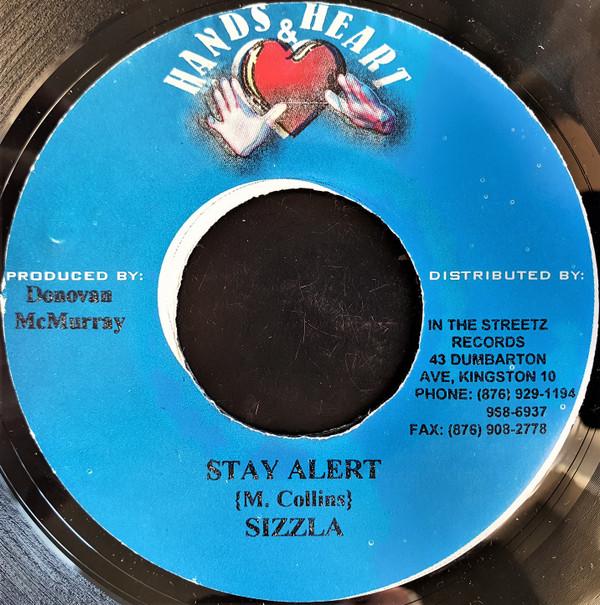 HANDS & HEART
PRODUCED BY:
Donovan
McMurray
DISTRIBUTED BY:
IN THE STREETZ
RECORDS
43 DUMBARTON
AVE, KINGSTON 10
PHONE: (876) 929-1194
968-6937
FAX: (876) 908-2778
STAY ALERT
{M. Collins}
SIZZLA